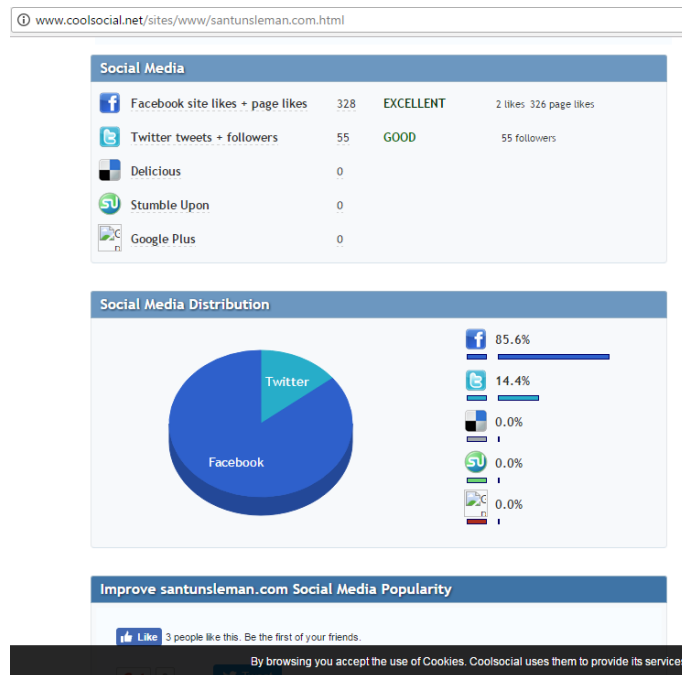 www.coolsocial.net/sites/www/santunsleman.com.html
Social Media
Facebook site likes + page likes 328 EXCELLENT 2 likes 326 page likes
Twitter tweets + followers 55 GOOD 55 followers
Delicious 0
Stumble Upon 0
Google Plus 0
Social Media Distribution
Twitter
Facebook
85.6%
14.4%
0.0%
0.0%
0.0%
Improve santunsleman.com Social Media Popularity
Like 3 people like this. Be the first of your friends.
By browsing you accept the use of Cookies. Coolsocial uses them to provide its services